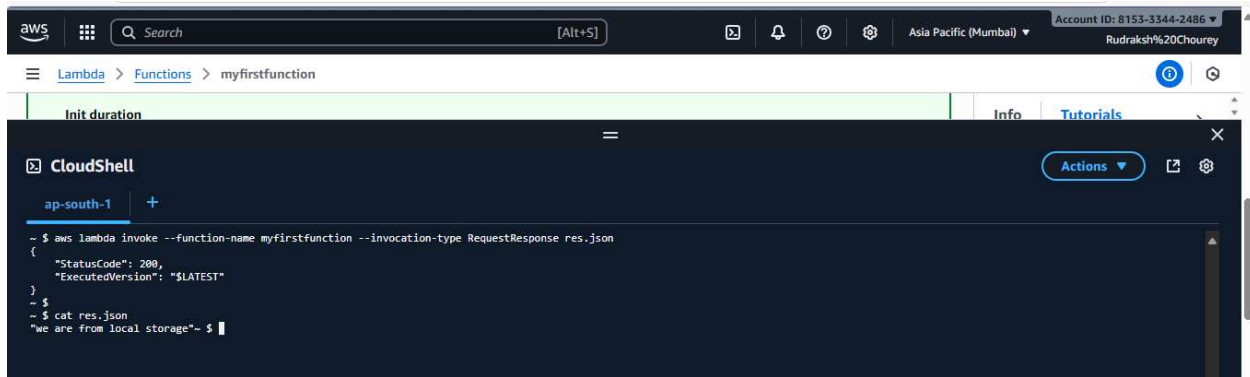 aws
Search
[Alt+S]
Asia Pacific (Mumbai) ▼
Account ID: 8153-3344-2486 ▼
Rudraksh%20Chourey
Lambda > Functions > myfirstfunction
Init duration
Info
Tutorials
CloudShell
Actions ▼
ap-south-1
+
~ $ aws lambda invoke --function-name myfirstfunction --invocation-type RequestResponse res.json
{
    "StatusCode": 200,
    "ExecutedVersion": "$LATEST"
}
~ $
~ $ cat res.json
"we are from local storage"~ $